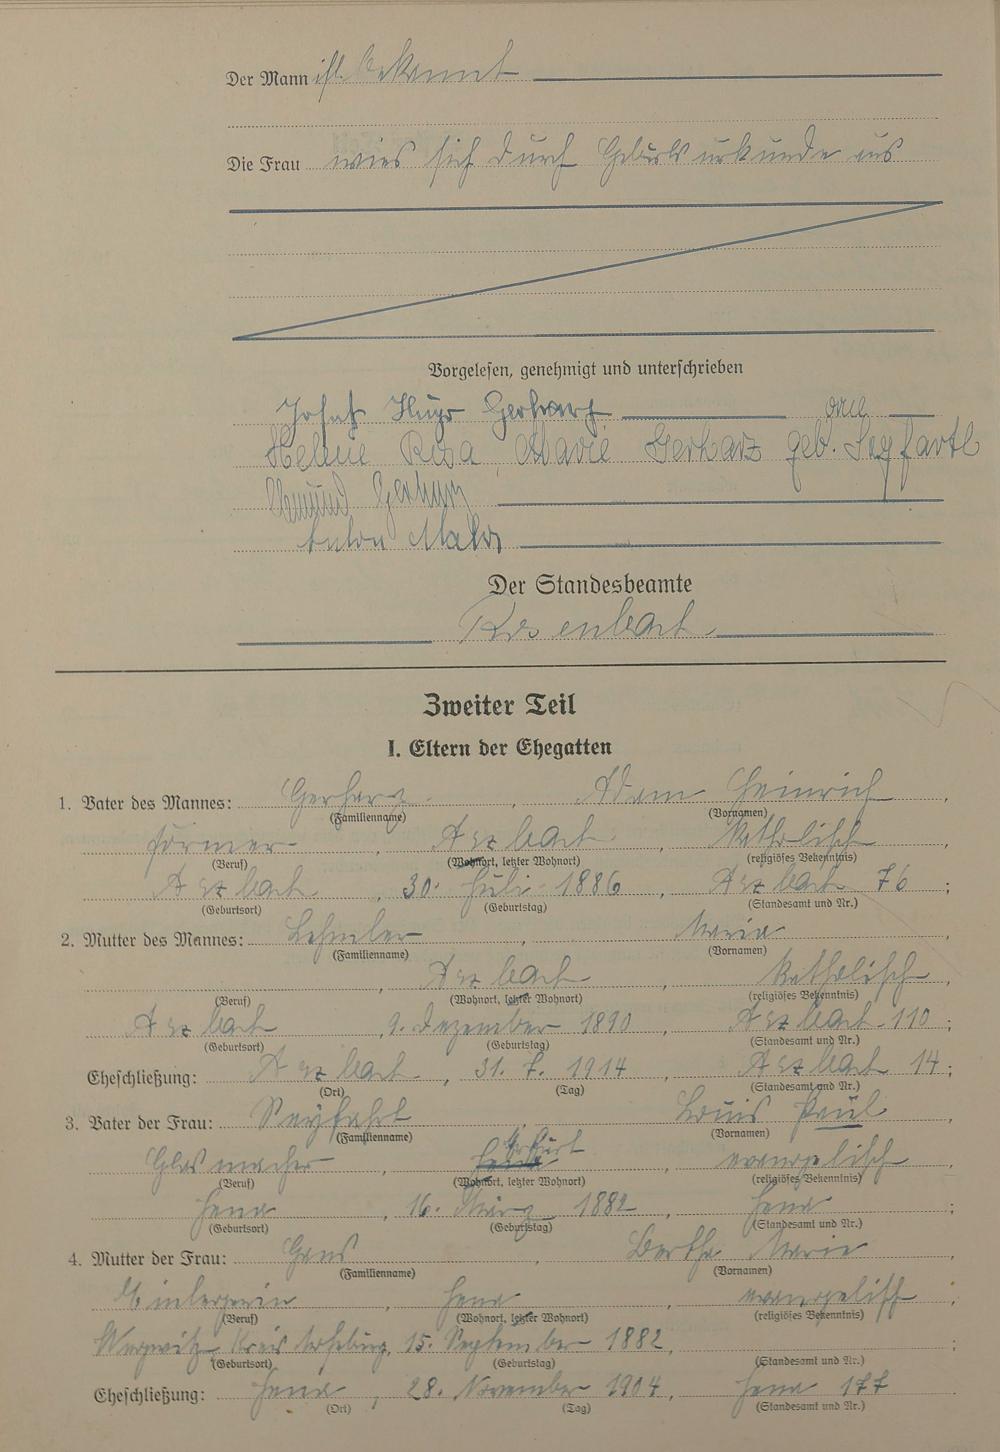 Der Mann ist bekannt
Die Frau wies sich durch Geburtsurkunde aus
Vorgelesen, genehmigt und unterschrieben
Josef Hugo Gerharz
Helene Rosa Marie Gerharz geb. Seyfarth
Gerharz
Anton
Der Standesbeamte
Zweiter Teil
I. Eltern der Ehegatten
1. Vater des Mannes: Gerharz, Adam Heinrich,
(Familienname) (Vornamen)
Former, Arzbach, katholisch,
(Beruf) (Wohnort, letzter Wohnort) (religiöses Bekenntnis)
Arzbach, 30. Juli 1886, Arzbach 76;
(Geburtsort) (Geburtstag) (Standesamt und Nr.)
2. Mutter des Mannes: , Maria,
(Familienname) (Vornamen)
, Arzbach, katholisch,
(Beruf) (Wohnort, letzter Wohnort) (religiöses Bekenntnis)
Arzbach, 9. Dezember 1890, Arzbach 110;
(Geburtsort) (Geburtstag) (Standesamt und Nr.)
Eheschließung: Arzbach, 31. 7. 1914, Arzbach 14;
(Ort) (Tag) (Standesamt und Nr.)
3. Vater der Frau: Seyfahrt, Louis Paul,
(Familienname) (Vornamen)
Glasmacher, Erfurt, evangelisch,
(Beruf) (Wohnort, letzter Wohnort) (religiöses Bekenntnis)
Jena, 16. März 1882, Jena;
(Geburtsort) (Geburtstag) (Standesamt und Nr.)
4. Mutter der Frau: Gans, Bertha Marie,
(Familienname) (Vornamen)
, Jena, evangelisch,
(Beruf) (Wohnort, letzter Wohnort) (religiöses Bekenntnis)
Kreis, 15. September 1882,
(Geburtsort) (Geburtstag) (Standesamt und Nr.)
Eheschließung: Jena, 28. November 1904, Jena 177
(Ort) (Tag) (Standesamt und Nr.)